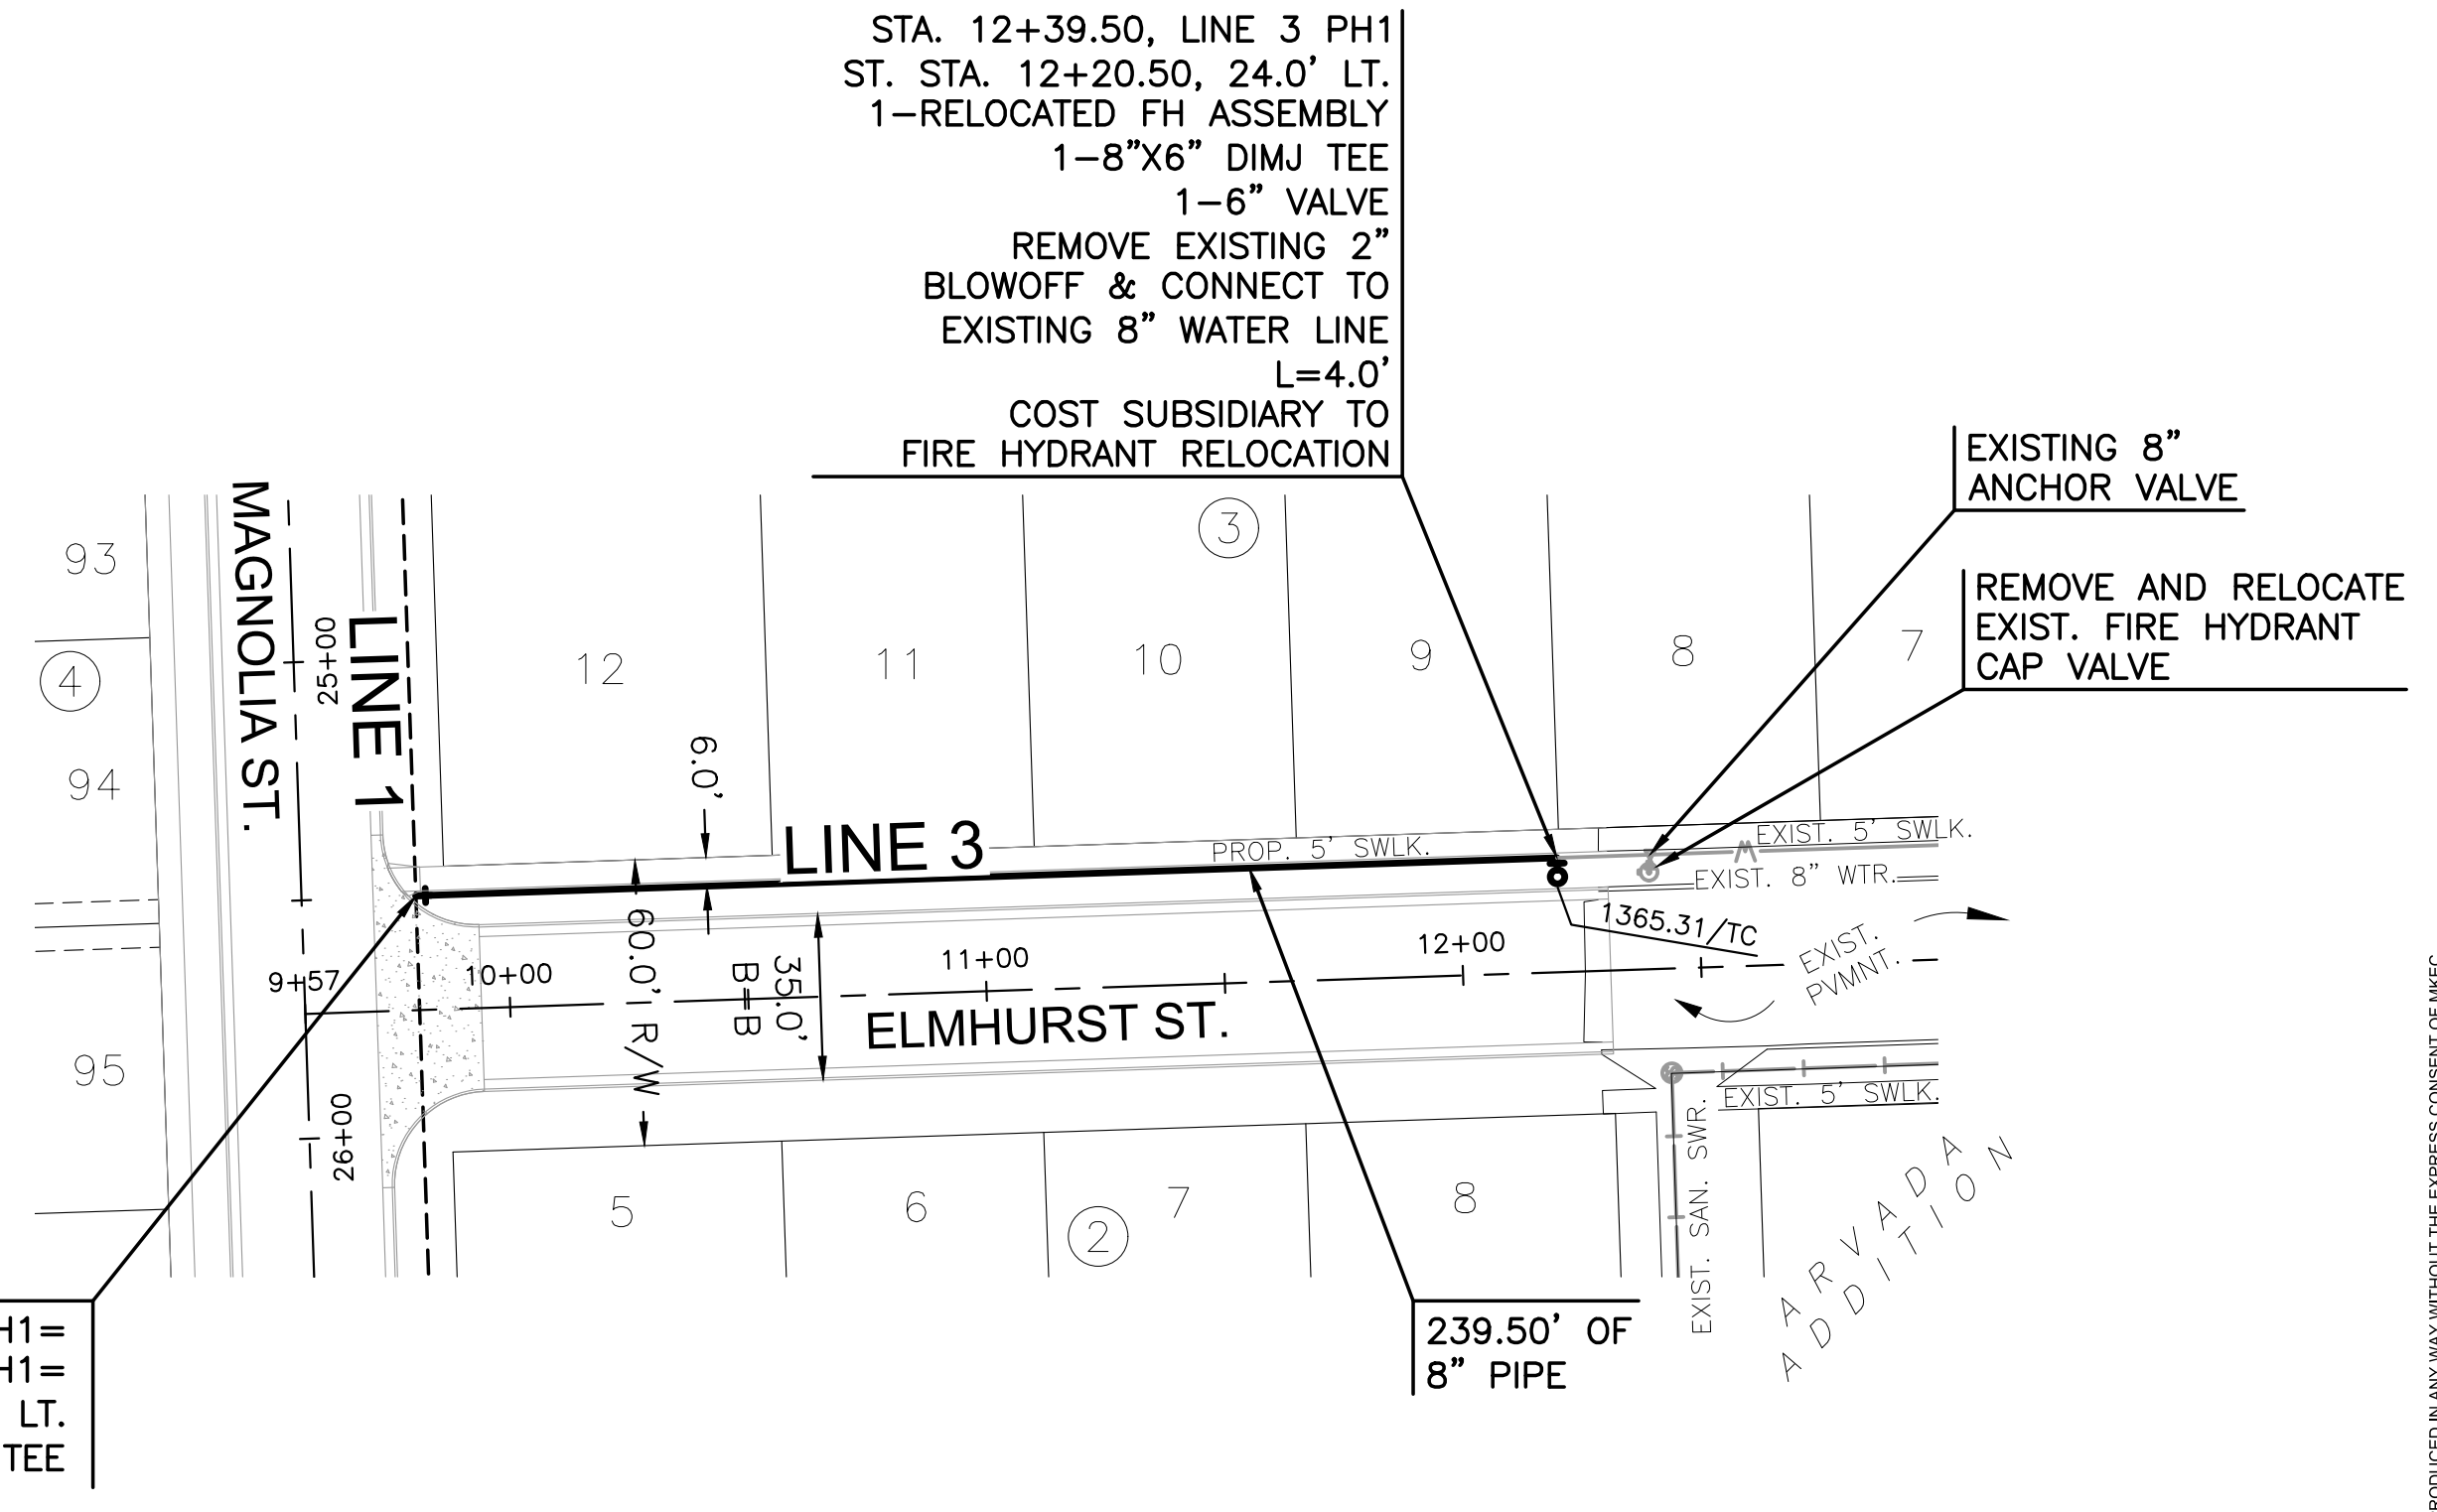 STA. 12+39.50, LINE 3 PH1
ST. STA. 12+20.50, 24.0' LT.
1-RELOCATED FH ASSEMBLY
1-8"X6" DIMJ TEE
1-6" VALVE
REMOVE EXISTING 2"
BLOWOFF & CONNECT TO
EXISTING 8" WATER LINE
L=4.0'
COST SUBSIDIARY TO
FIRE HYDRANT RELOCATION
EXISTING 8"
ANCHOR VALVE
REMOVE AND RELOCATE
EXIST. FIRE HYDRANT
CAP VALVE
MAGNOLIA ST.
25+00
LINE 1
93
4
94
95
12
11
10
3
9
8
7
6.0'
LINE 3
PROP. 5' SWLK.
EXIST. 5' SWLK.
EXIST. 8" WTR.
1365.31/TC
EXIST.
PVMNT.
9+57
10+00
11+00
12+00
60.0' R/W
35.0'
B=B
ELMHURST ST.
26+00
5
6
2
7
8
EXIST. 5' SWLK.
EXIST. SAN. SWR.
ARVADA
ADDITION
H1=
H1=
LT.
TEE
239.50' OF
8" PIPE
WITHOUT THE EXPRESS CONSENT OF MKEC